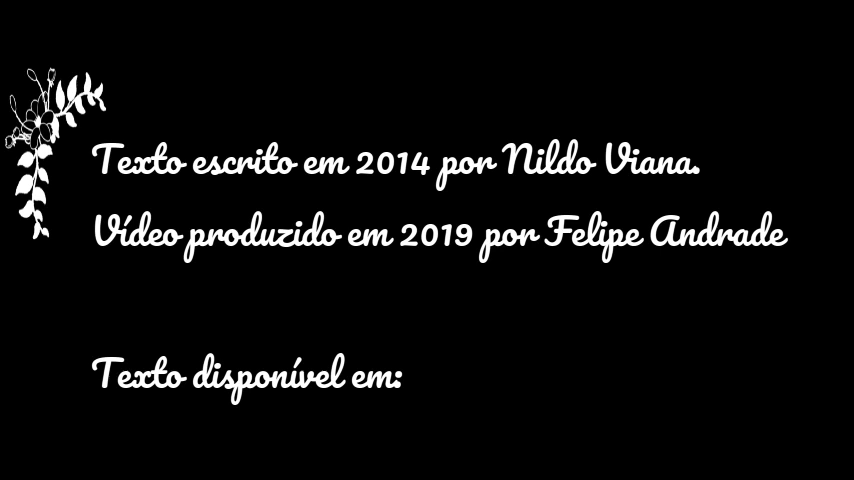 Texto escrito em 2014 por Nildo Viana.
Vídeo produzido em 2019 por Felipe Andrade
Texto disponível em: